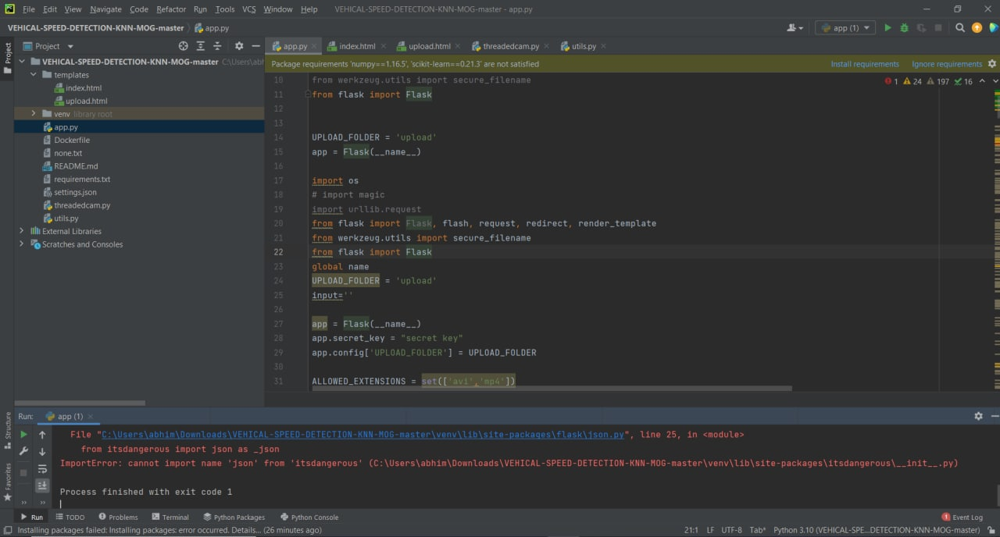 File Edit View Navigate Code Refactor Run Tools VCS Window Help VEHICAL-SPEED-DETECTION-KNN-MOG-master - app.py
VEHICAL-SPEED-DETECTION-KNN-MOG-master app.py app (1)
Project app.py index.html upload.html threadedcam.py utils.py
Project
VEHICAL-SPEED-DETECTION-KNN-MOG-master C:\Users\abh
Package requirements 'numpy==1.16.5', 'scikit-learn==0.21.3' are not satisfied Install requirements Ignore requirements
templates
index.html
upload.html
venv library root
app.py
Dockerfile
none.txt
README.md
requirements.txt
settings.json
threadedcam.py
utils.py
External Libraries
Scratches and Consoles
1 24 197 16
10 from werkzeug.utils import secure_filename
11 from flask import Flask
12
13
14 UPLOAD_FOLDER = 'upload'
15 app = Flask(__name__)
16
17 import os
18 # import magic
19 import urllib.request
20 from flask import Flask, flash, request, redirect, render_template
21 from werkzeug.utils import secure_filename
22 from flask import Flask
23 global name
24 UPLOAD_FOLDER = 'upload'
25 input=''
26
27 app = Flask(__name__)
28 app.secret_key = "secret key"
29 app.config['UPLOAD_FOLDER'] = UPLOAD_FOLDER
30
31 ALLOWED_EXTENSIONS = set(['avi','mp4'])
Structure
Favorites
Run: app (1)
File "C:\Users\abhim\Downloads\VEHICAL-SPEED-DETECTION-KNN-MOG-master\venv\lib\site-packages\flask\json.py", line 25, in <module>
from itsdangerous import json as _json
ImportError: cannot import name 'json' from 'itsdangerous' (C:\Users\abhim\Downloads\VEHICAL-SPEED-DETECTION-KNN-MOG-master\venv\lib\site-packages\itsdangerous\__init__.py)
Process finished with exit code 1
Run TODO Problems Terminal Python Packages Python Console 1 Event Log
Installing packages failed: Installing packages: error occurred. Details... (26 minutes ago) 21:1 LF UTF-8 Tab* Python 3.10 (VEHICAL-SPE...DETECTION-KNN-MOG-master)